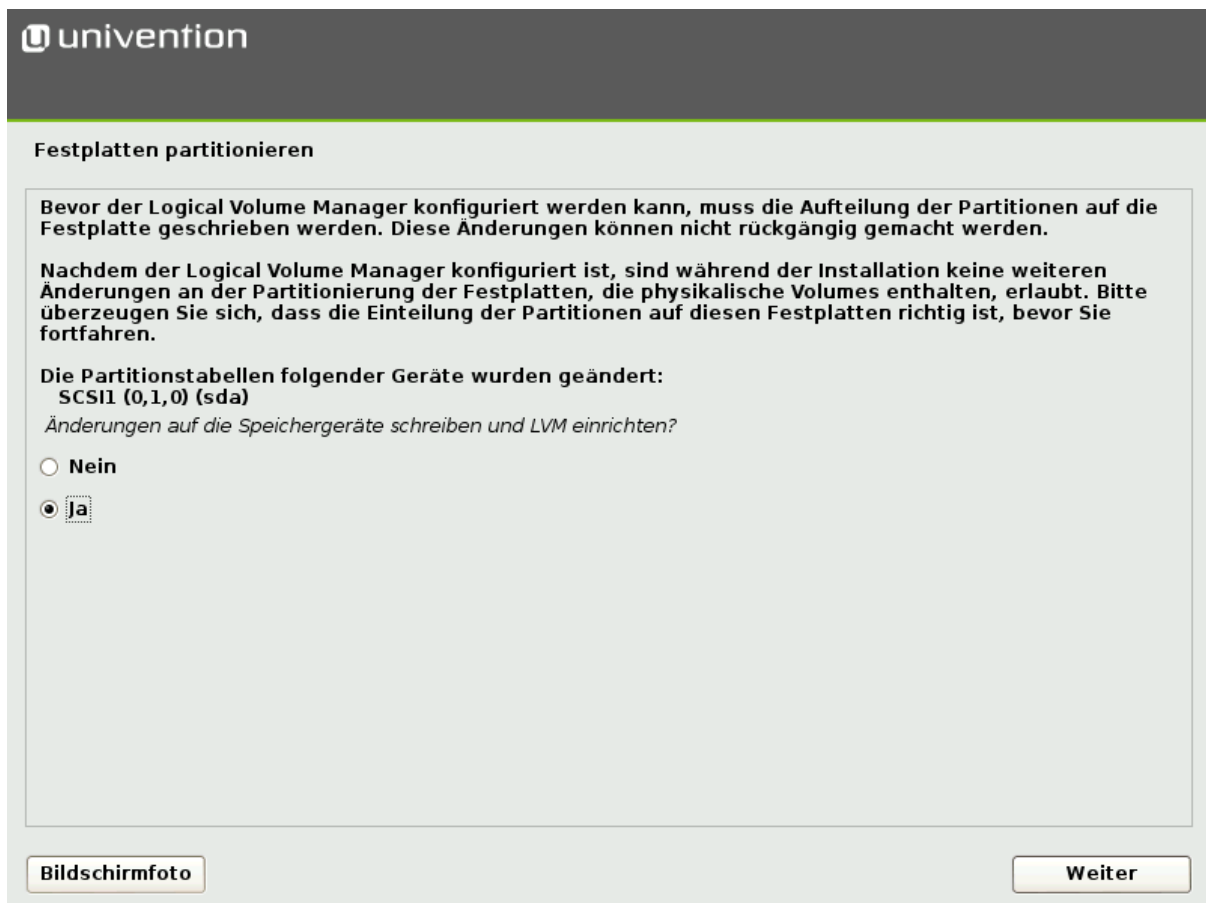 univention
Festplatten partitionieren
Bevor der Logical Volume Manager konfiguriert werden kann, muss die Aufteilung der Partitionen auf die
Festplatte geschrieben werden. Diese Änderungen können nicht rückgängig gemacht werden.
Nachdem der Logical Volume Manager konfiguriert ist, sind während der Installation keine weiteren
Änderungen an der Partitionierung der Festplatten, die physikalische Volumes enthalten, erlaubt. Bitte
überzeugen Sie sich, dass die Einteilung der Partitionen auf diesen Festplatten richtig ist, bevor Sie
fortfahren.
Die Partitionstabellen folgender Geräte wurden geändert:
SCSI1 (0,1,0) (sda)
Änderungen auf die Speichergeräte schreiben und LVM einrichten?
Nein
Ja
Bildschirmfoto
Weiter